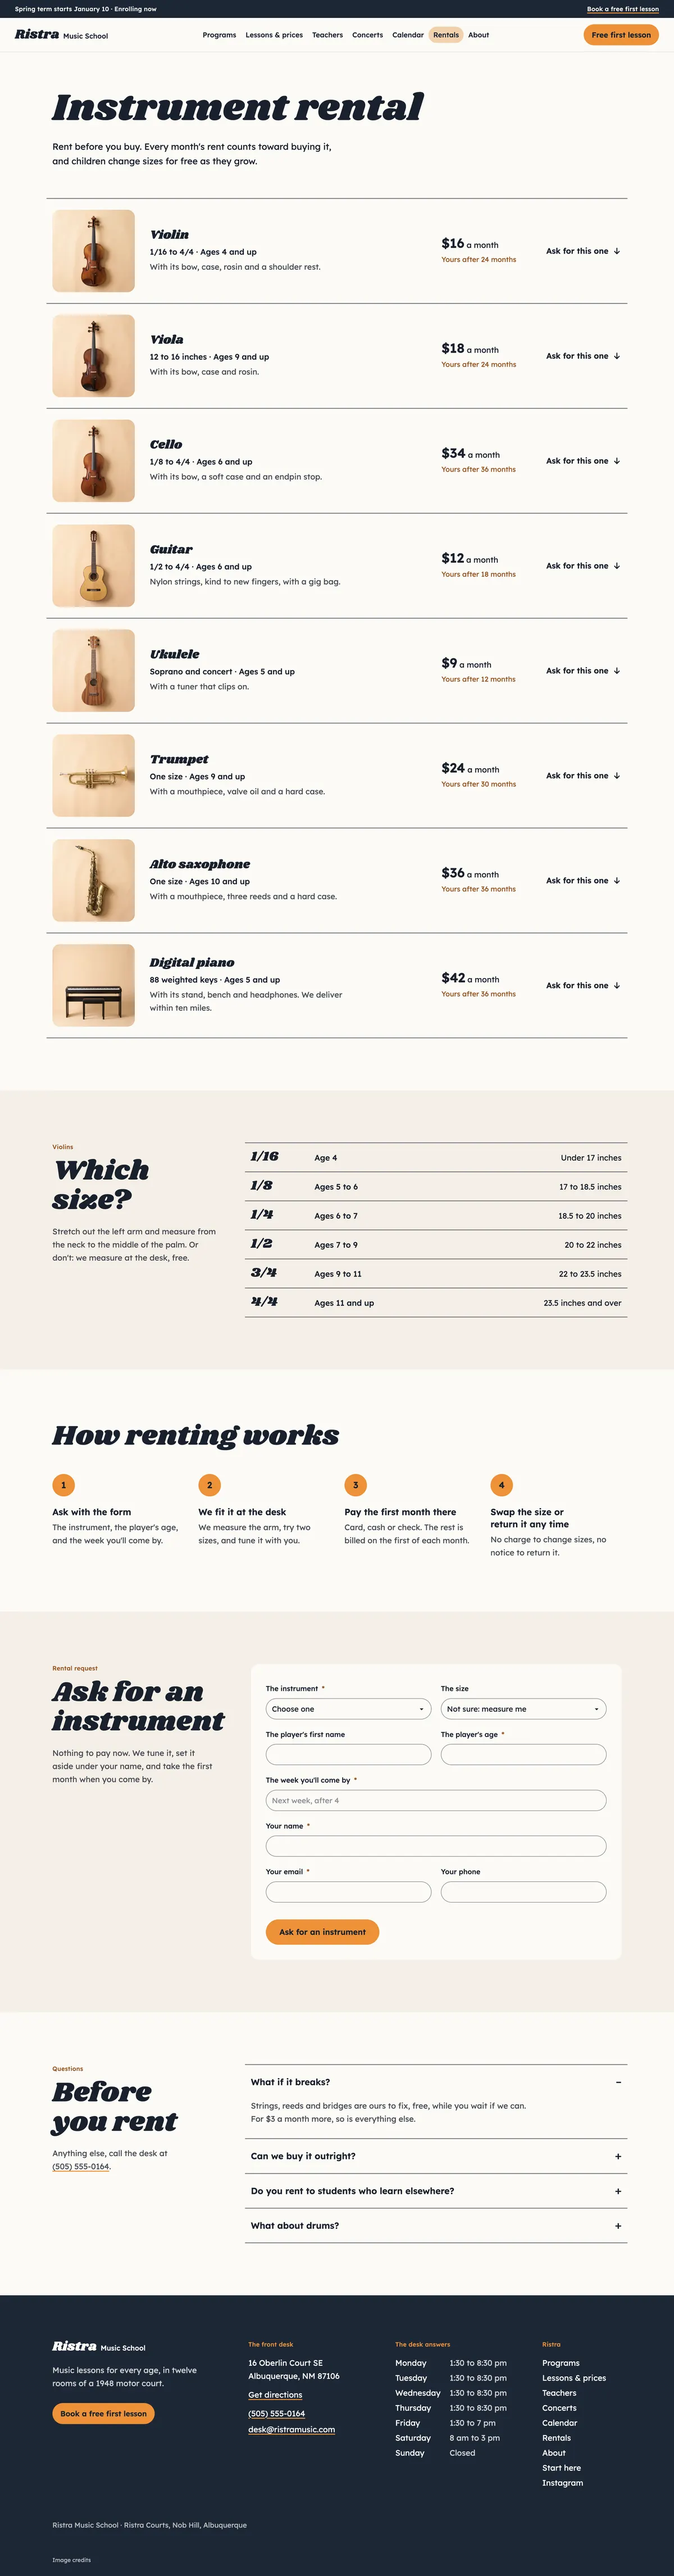 Spring term starts January 10 · Enrolling now
Book a free first lesson
Ristra Music School
Programs
Lessons & prices
Teachers
Concerts
Calendar
Rentals
About
Free first lesson
Instrument rental
Rent before you buy. Every month's rent counts toward buying it,
and children change sizes for free as they grow.
Violin
1/16 to 4/4 · Ages 4 and up
With its bow, case, rosin and a shoulder rest.
$16 a month
Yours after 24 months
Ask for this one ↓
Viola
12 to 16 inches · Ages 9 and up
With its bow, case and rosin.
$18 a month
Yours after 24 months
Ask for this one ↓
Cello
1/8 to 4/4 · Ages 6 and up
With its bow, a soft case and an endpin stop.
$34 a month
Yours after 36 months
Ask for this one ↓
Guitar
1/2 to 4/4 · Ages 6 and up
Nylon strings, kind to new fingers, with a gig bag.
$12 a month
Yours after 18 months
Ask for this one ↓
Ukulele
Soprano and concert · Ages 5 and up
With a tuner that clips on.
$9 a month
Yours after 12 months
Ask for this one ↓
Trumpet
One size · Ages 9 and up
With a mouthpiece, valve oil and a hard case.
$24 a month
Yours after 30 months
Ask for this one ↓
Alto saxophone
One size · Ages 10 and up
With a mouthpiece, three reeds and a hard case.
$36 a month
Yours after 36 months
Ask for this one ↓
Digital piano
88 weighted keys · Ages 5 and up
With its stand, bench and headphones. We deliver
within ten miles.
$42 a month
Yours after 36 months
Ask for this one ↓
Violins
Which
size?
Stretch out the left arm and measure from
the neck to the middle of the palm. Or
don't: we measure at the desk, free.
1/16 Age 4 Under 17 inches
1/8 Ages 5 to 6 17 to 18.5 inches
1/4 Ages 6 to 7 18.5 to 20 inches
1/2 Ages 7 to 9 20 to 22 inches
3/4 Ages 9 to 11 22 to 23.5 inches
4/4 Ages 11 and up 23.5 inches and over
How renting works
1
Ask with the form
The instrument, the player's age,
and the week you'll come by.
2
We fit it at the desk
We measure the arm, try two
sizes, and tune it with you.
3
Pay the first month there
Card, cash or check. The rest is
billed on the first of each month.
4
Swap the size or
return it any time
No charge to change sizes, no
notice to return it.
Rental request
Ask for an
instrument
Nothing to pay now. We tune it, set it
aside under your name, and take the first
month when you come by.
The instrument *
Choose one
The size
Not sure: measure me
The player's first name
The player's age *
The week you'll come by *
Next week, after 4
Your name *
Your email *
Your phone
Ask for an instrument
Questions
Before
you rent
Anything else, call the desk at
(505) 555-0164.
What if it breaks? −
Strings, reeds and bridges are ours to fix, free, while you wait if we can.
For $3 a month more, so is everything else.
Can we buy it outright? +
Do you rent to students who learn elsewhere? +
What about drums? +
Ristra Music School
Music lessons for every age, in twelve
rooms of a 1948 motor court.
Book a free first lesson
The front desk
16 Oberlin Court SE
Albuquerque, NM 87106
Get directions
(505) 555-0164
desk@ristramusic.com
The desk answers
Monday 1:30 to 8:30 pm
Tuesday 1:30 to 8:30 pm
Wednesday 1:30 to 8:30 pm
Thursday 1:30 to 8:30 pm
Friday 1:30 to 7 pm
Saturday 8 am to 3 pm
Sunday Closed
Ristra
Programs
Lessons & prices
Teachers
Concerts
Calendar
Rentals
About
Start here
Instagram
Ristra Music School · Ristra Courts, Nob Hill, Albuquerque
Image credits